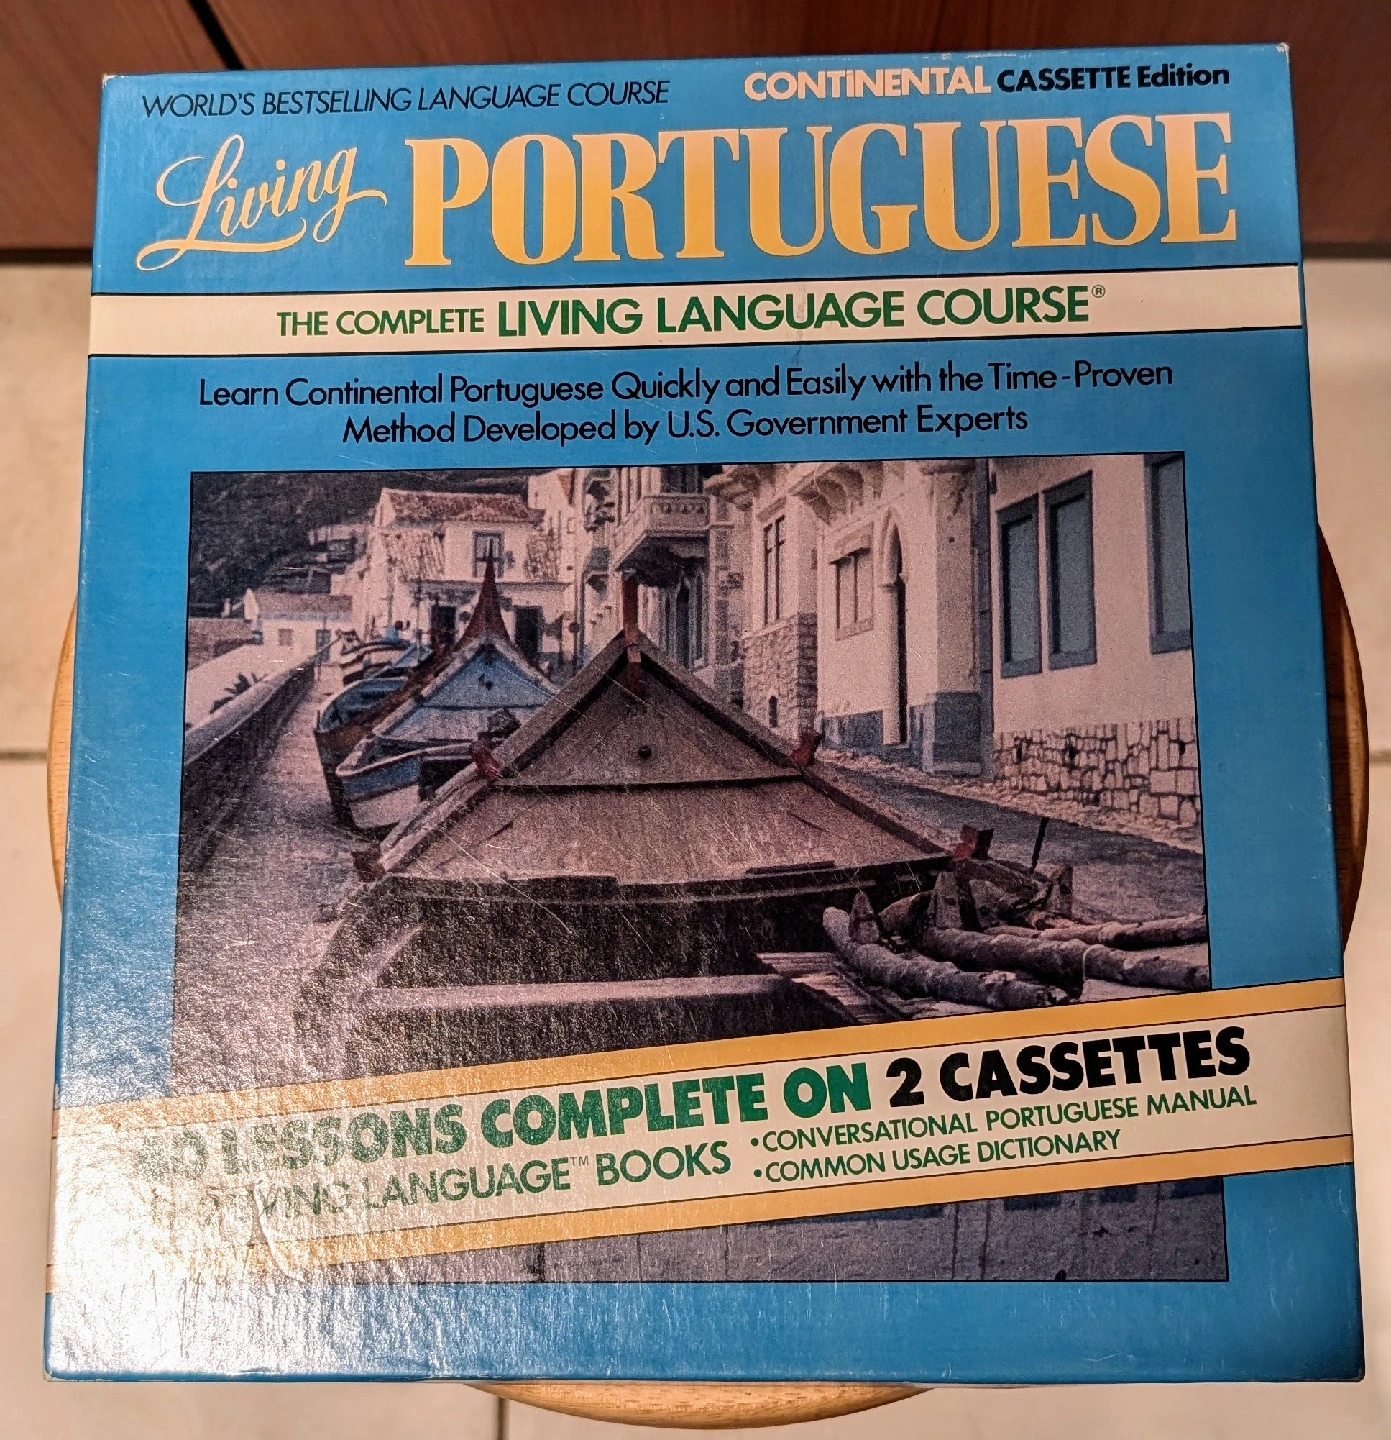 WORLD'S BESTSELLING LANGUAGE COURSE
CONTINENTAL CASSETTE Edition
Living PORTUGUESE
THE COMPLETE LIVING LANGUAGE COURSE®
Learn Continental Portuguese Quickly and Easily with the Time-Proven
Method Developed by U.S. Government Experts
LESSONS COMPLETE ON 2 CASSETTES
LIVING LANGUAGE™ BOOKS
•CONVERSATIONAL PORTUGUESE MANUAL
•COMMON USAGE DICTIONARY